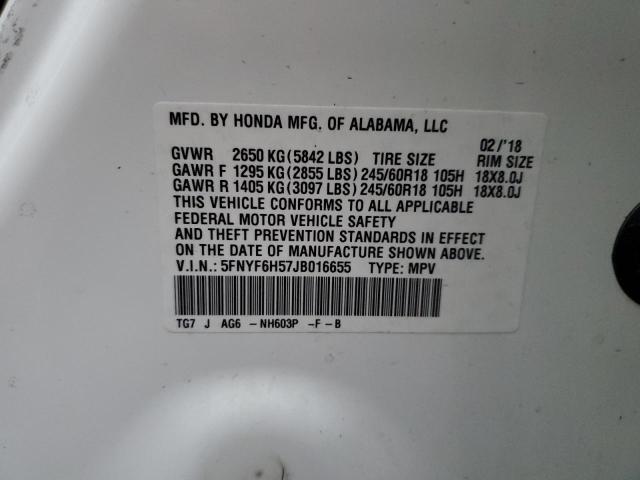 MFD. BY HONDA MFG. OF ALABAMA, LLC
02/'18
GVWR 2650 KG(5842 LBS) TIRE SIZE RIM SIZE
GAWR F 1295 KG(2855 LBS)245/60R18 105H 18X8.0J
GAWR R 1405 KG(3097 LBS)245/60R18 105H 18X8.0J
THIS VEHICLE CONFORMS TO ALL APPLICABLE
FEDERAL MOTOR VEHICLE SAFETY
AND THEFT PREVENTION STANDARDS IN EFFECT
ON THE DATE OF MANUFACTURE SHOWN ABOVE.
V.I.N.: 5FNYF6H57JB016655 TYPE: MPV
TG7 J AG6 -NH603P -F-B